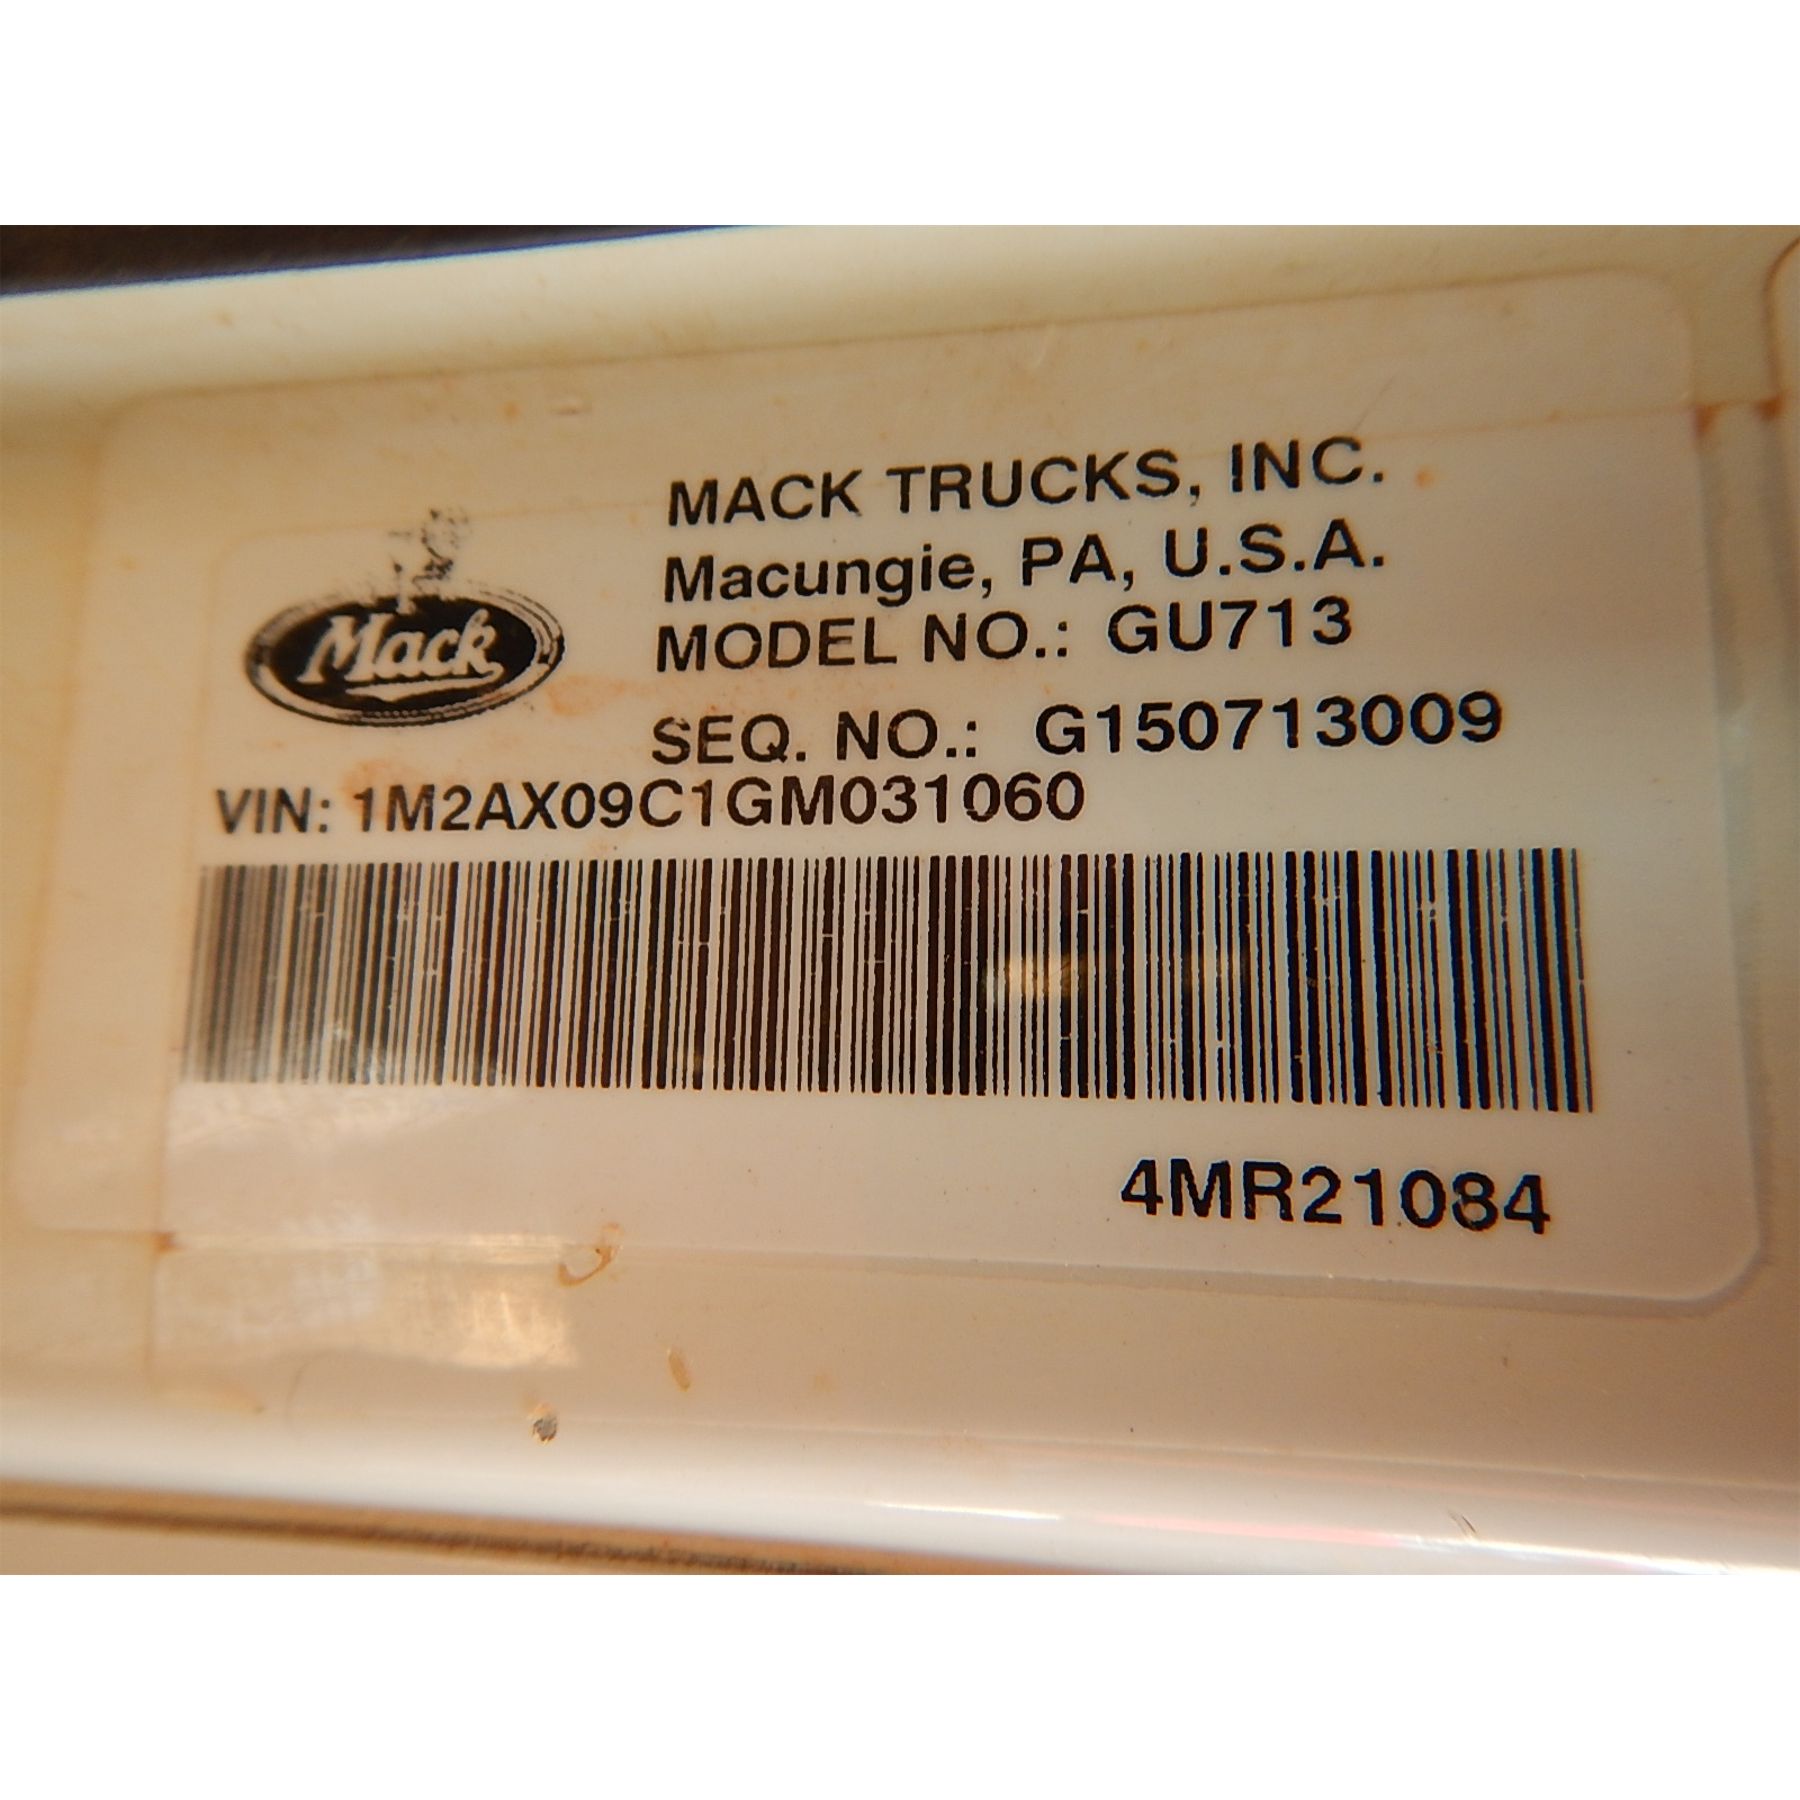 MACK TRUCKS, INC.
Macungie, PA, U.S.A.
MODEL NO.: GU713
Mack
SEQ. NO.: G150713009
VIN: 1M2AX09C1GM031060
4MR21084